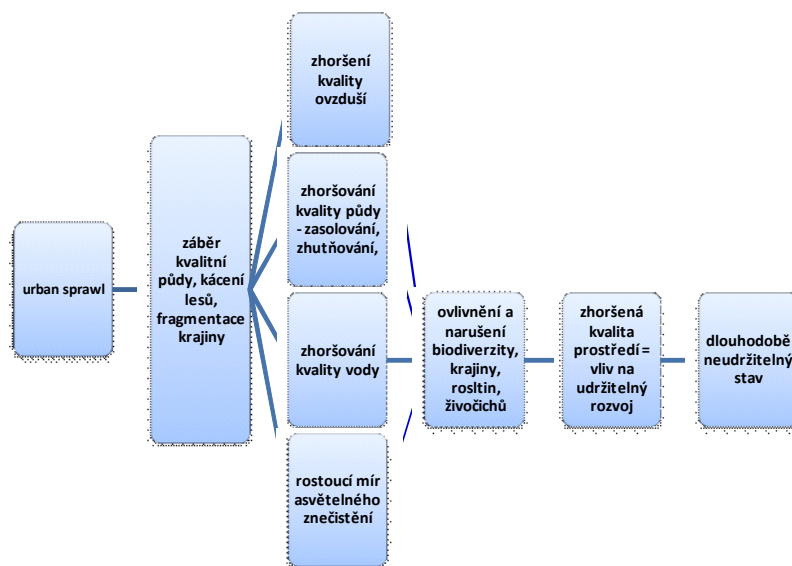 urban sprawl
záběr
kvalitní
půdy, kácení
lesů,
fragmentace
krajiny
zhoršení
kvality
ovzduší
zhoršování
kvality půdy
- zasolování,
zhutňování,
zhoršování
kvality vody
rostoucí mír
asvětelného
znečistění
ovlivnění a
narušení
biodiverzity,
krajiny,
rosltin,
živočichů
zhoršená
kvalita
prostředí =
vliv na
udržitelný
rozvoj
dlouhodobě
neudržitelný
stav